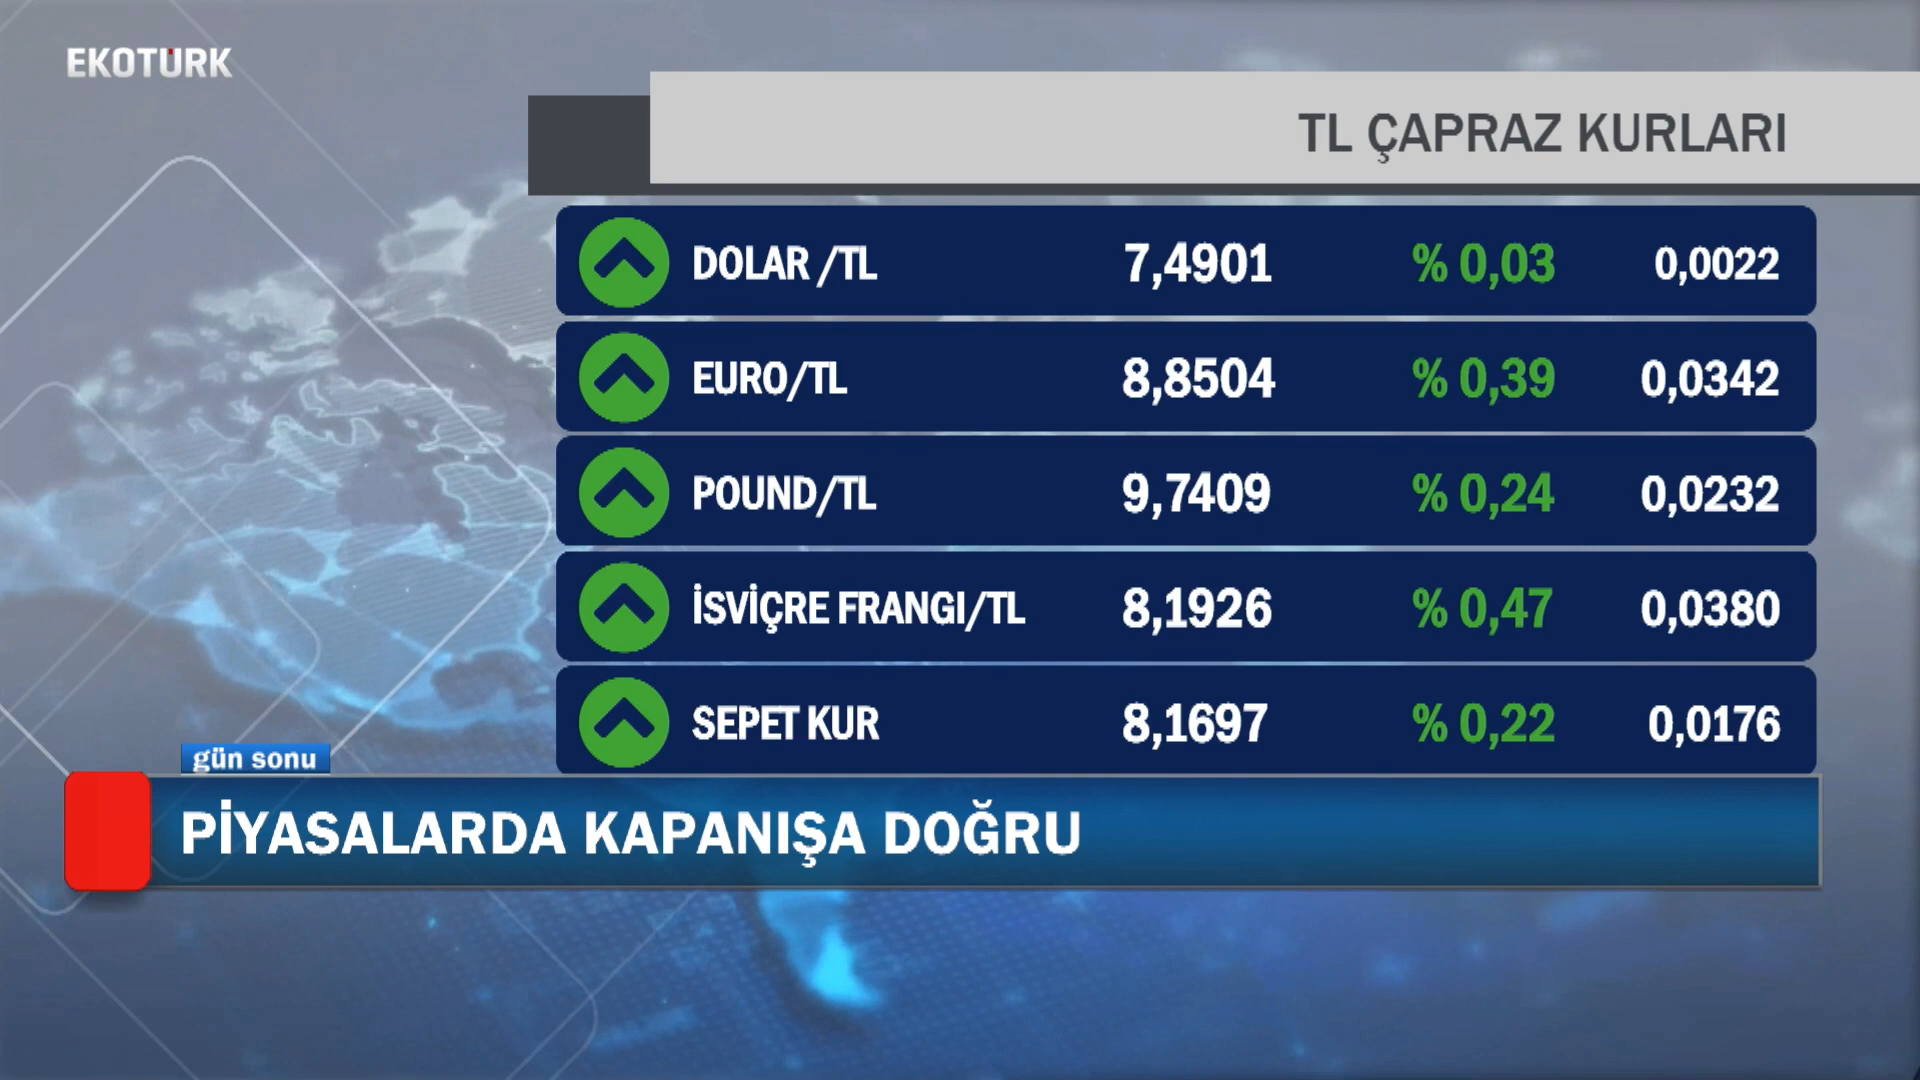 EKOTÜRK
TL ÇAPRAZ KURLARI
DOLAR /TL 7,4901 % 0,03 0,0022
EURO/TL 8,8504 % 0,39 0,0342
POUND/TL 9,7409 % 0,24 0,0232
İSVİÇRE FRANGI/TL 8,1926 % 0,47 0,0380
SEPET KUR 8,1697 % 0,22 0,0176
gün sonu
PİYASALARDA KAPANIŞA DOĞRU